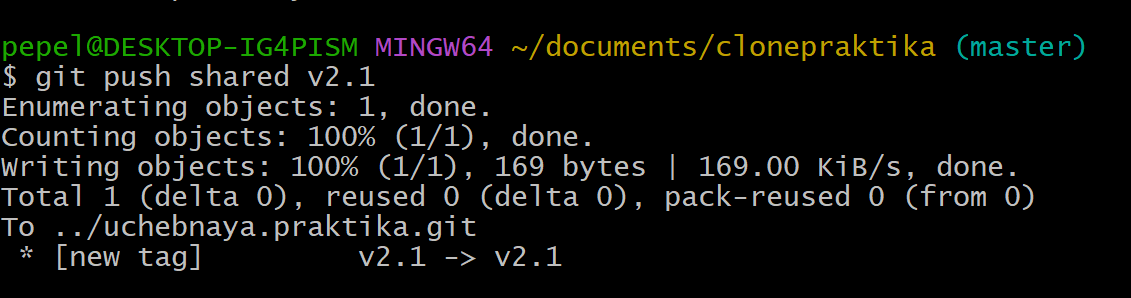 pepel@DESKTOP-IG4PISM MINGW64 ~/documents/clonepraktika (master)
$ git push shared v2.1
Enumerating objects: 1, done.
Counting objects: 100% (1/1), done.
Writing objects: 100% (1/1), 169 bytes | 169.00 KiB/s, done.
Total 1 (delta 0), reused 0 (delta 0), pack-reused 0 (from 0)
To ../uchebnaya.praktika.git
 * [new tag]         v2.1 -> v2.1